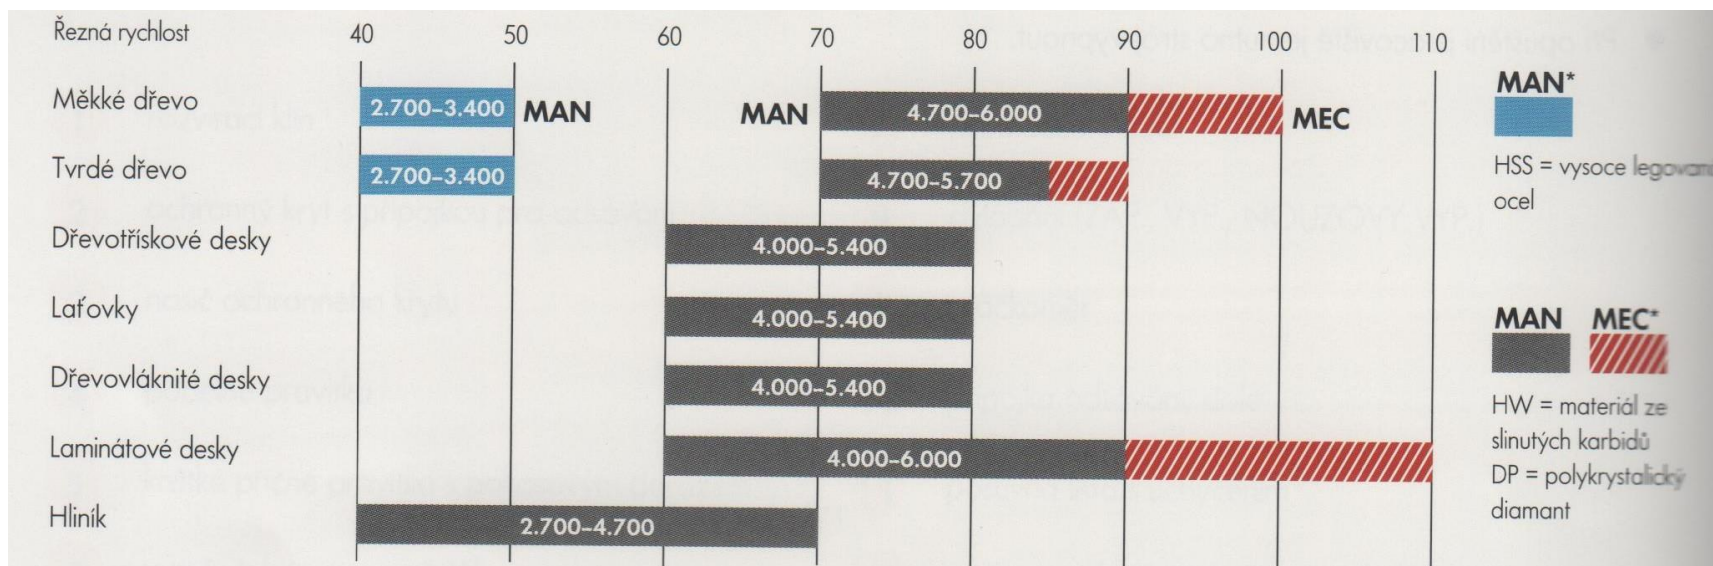 Řezná rychlost 40 50 60 70 80 90 100 110
Měkké dřevo 2.700–3.400 MAN MAN 4.700–6.000 MEC
Tvrdé dřevo 2.700–3.400 4.700–5.700
Dřevotřískové desky 4.000–5.400
Laťovky 4.000–5.400
Dřevovláknité desky 4.000–5.400
Laminátové desky 4.000–6.000
Hliník 2.700–4.700
MAN*
HSS = vysoce
ocel
MAN MEC*
HW = materiál ze
slinutých karbidů
DP = polykrystalický
diamant